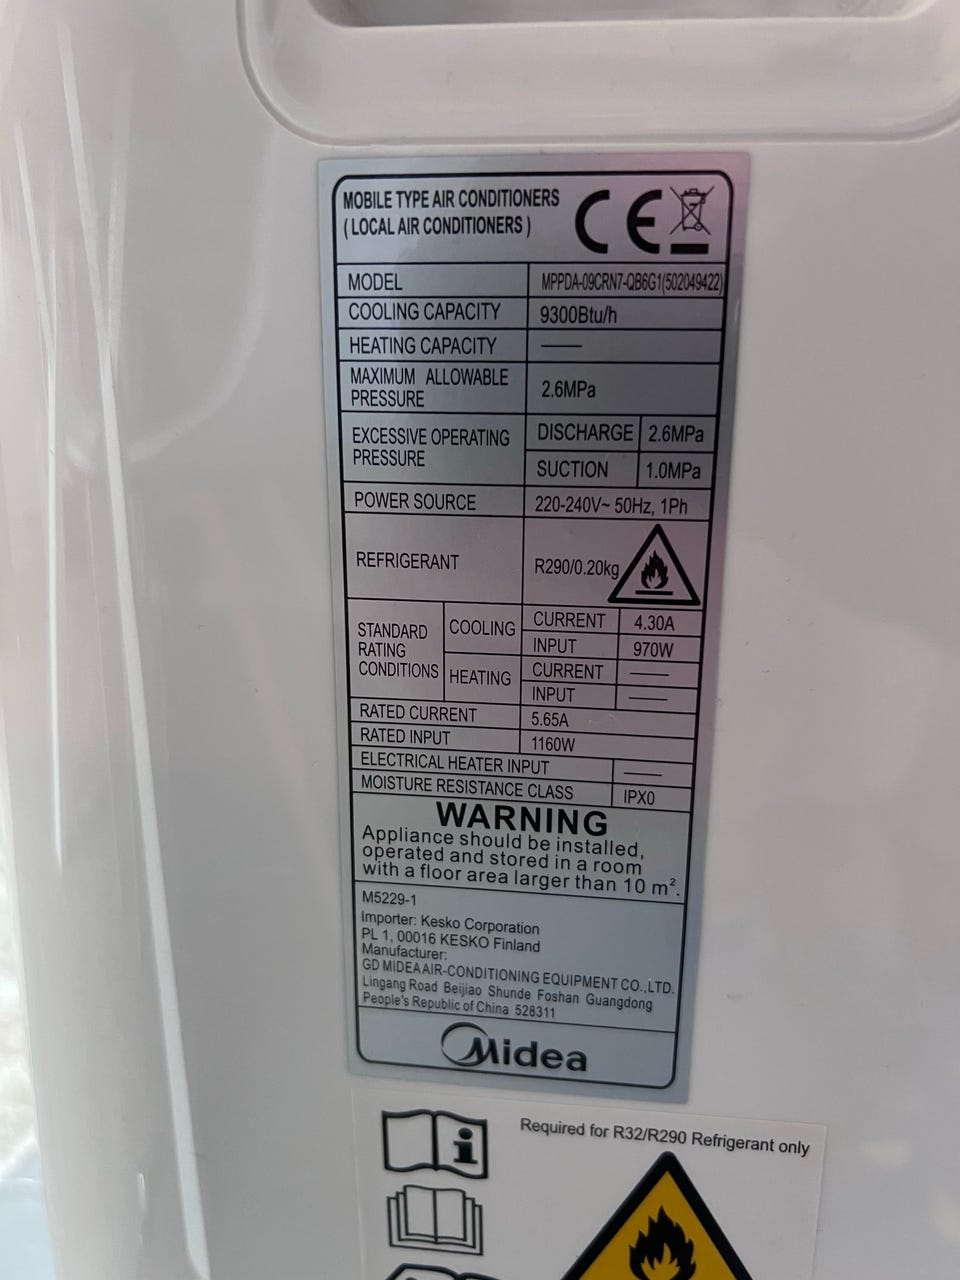 MOBILE TYPE AIR CONDITIONERS
( LOCAL AIR CONDITIONERS )
CE
MODEL MPPDA-09CRN7-QB6G1(502049422)
COOLING CAPACITY 9300Btu/h
HEATING CAPACITY ——
MAXIMUM ALLOWABLE
PRESSURE
2.6MPa
EXCESSIVE OPERATING
PRESSURE
DISCHARGE 2.6MPa
SUCTION 1.0MPa
POWER SOURCE 220-240V~ 50Hz, 1Ph
REFRIGERANT R290/0.20kg
STANDARD
RATING
CONDITIONS
COOLING
CURRENT 4.30A
INPUT 970W
HEATING
CURRENT ——
INPUT ——
RATED CURRENT 5.65A
RATED INPUT 1160W
ELECTRICAL HEATER INPUT ——
MOISTURE RESISTANCE CLASS IPX0
WARNING
Appliance should be installed,
operated and stored in a room
with a floor area larger than 10 m².
M5229-1
Importer: Kesko Corporation
PL 1, 00016 KESKO Finland
Manufacturer:
GD MIDEA AIR-CONDITIONING EQUIPMENT CO.,LTD.
Lingang Road Beijiao Shunde Foshan Guangdong
People's Republic of China 528311
Midea
Required for R32/R290 Refrigerant only